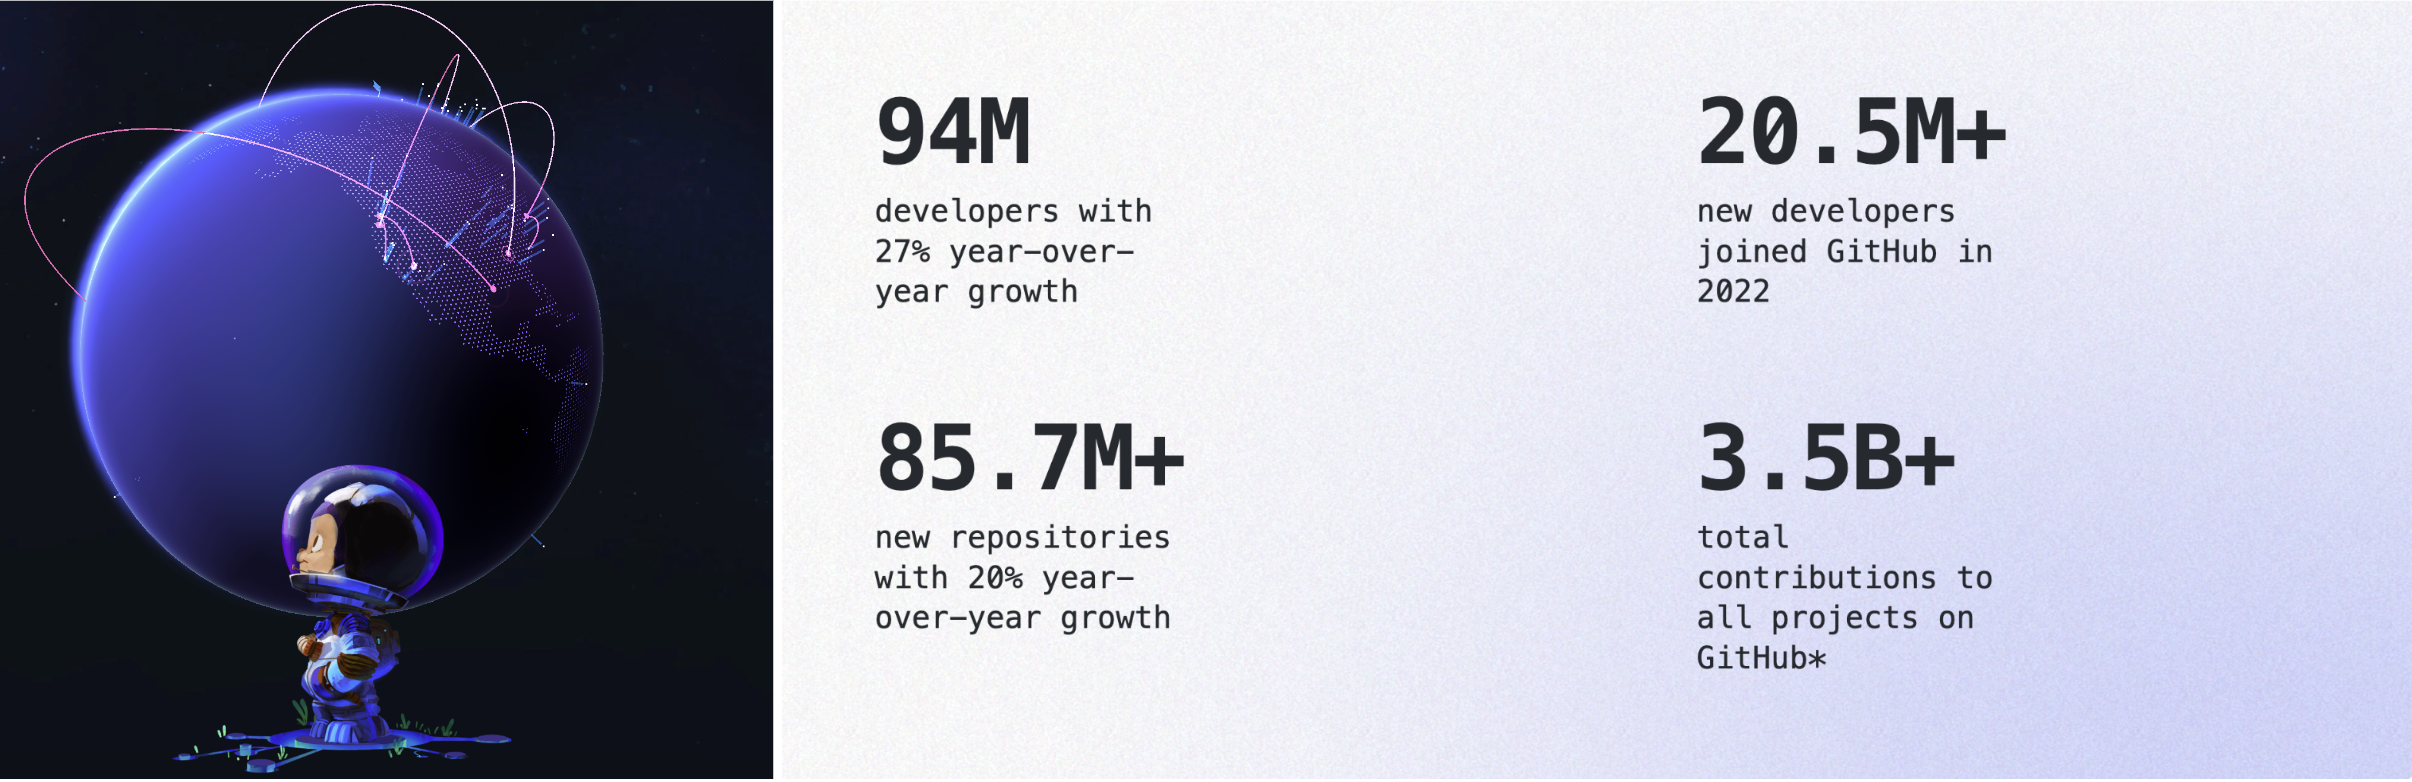 94M
developers with
27% year-over-
year growth
20.5M+
new developers
joined GitHub in
2022
85.7M+
new repositories
with 20% year-
over-year growth
3.5B+
total
contributions to
all projects on
GitHub*